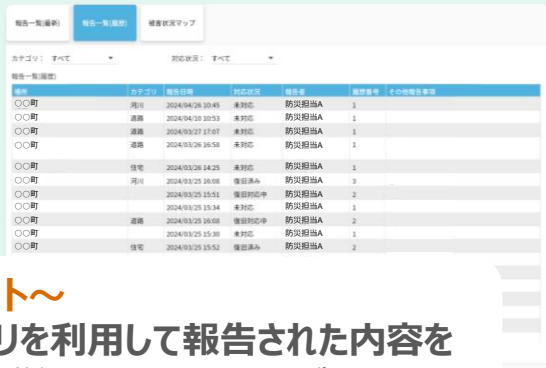 報告一覧(最新) 報告一覧(履歴) 被害状況マップ
カテゴリ： すべて 対応状況： すべて
報告一覧(履歴)
場所 カテゴリ 報告日時 対応状況 報告者 履歴番号 その他報告事項
〇〇町 河川 2024/04/26 10:45 未対応 防災担当A 1
〇〇町 道路 2024/04/10 10:53 未対応 防災担当A 1
〇〇町 道路 2024/03/27 17:07 未対応 防災担当A 1
〇〇町 道路 2024/03/26 16:58 未対応 防災担当A 1
〇〇町 住宅 2024/03/26 14:25 未対応 防災担当A 1
〇〇町 河川 2024/03/25 16:08 復旧済み 防災担当A 3
〇〇町 2024/03/25 15:51 復旧対応中 防災担当A 2
〇〇町 2024/03/25 15:34 未対応 防災担当A 1
〇〇町 道路 2024/03/25 16:08 復旧対応中 防災担当A 2
〇〇町 2024/03/25 15:30 未対応 防災担当A 1
〇〇町 住宅 2024/03/25 15:52 復旧済み 防災担当A 2
ト～
リを利用して報告された内容を